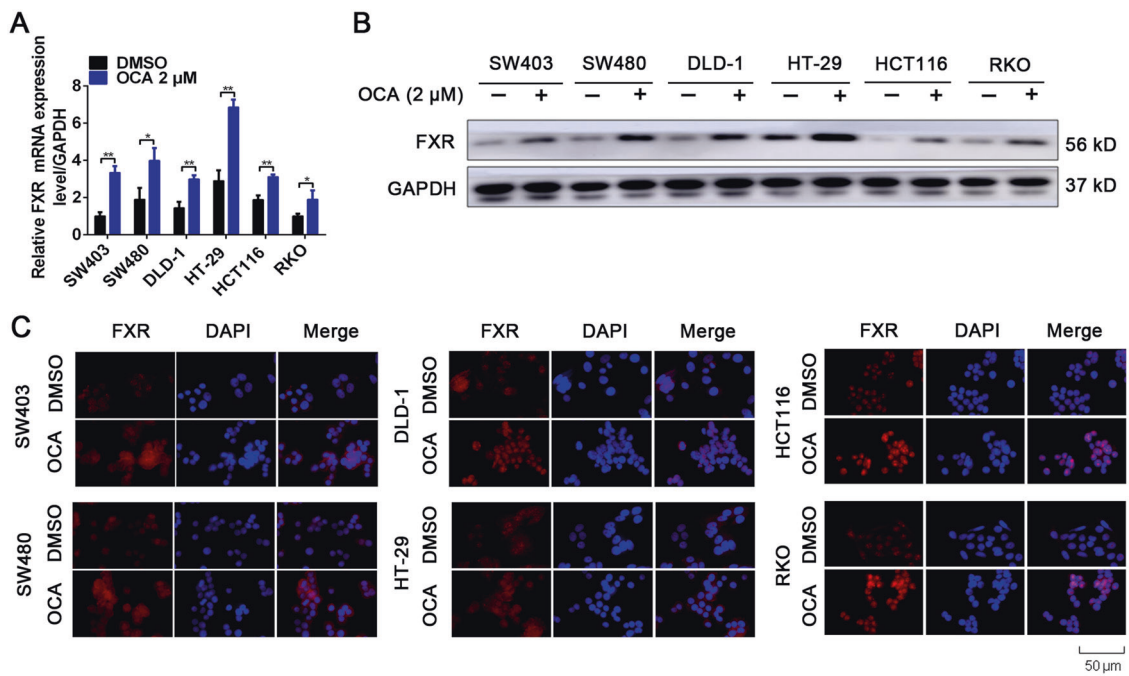 A
DMSO
OCA 2 μM
Relative FXR mRNA expression
level/GAPDH
8
6
4
2
0
** * ** ** ** *
SW403 SW480 DLD-1 HT-29 HCT116 RKO
B
SW403 SW480 DLD-1 HT-29 HCT116 RKO
OCA (2 μM) − + − + − + − + − + − +
FXR 56 kD
GAPDH 37 kD
C
FXR DAPI Merge FXR DAPI Merge FXR DAPI Merge
SW403 DMSO OCA
DLD-1 DMSO OCA
HCT116 DMSO OCA
SW480 DMSO OCA
HT-29 DMSO OCA
RKO DMSO OCA
50 μm